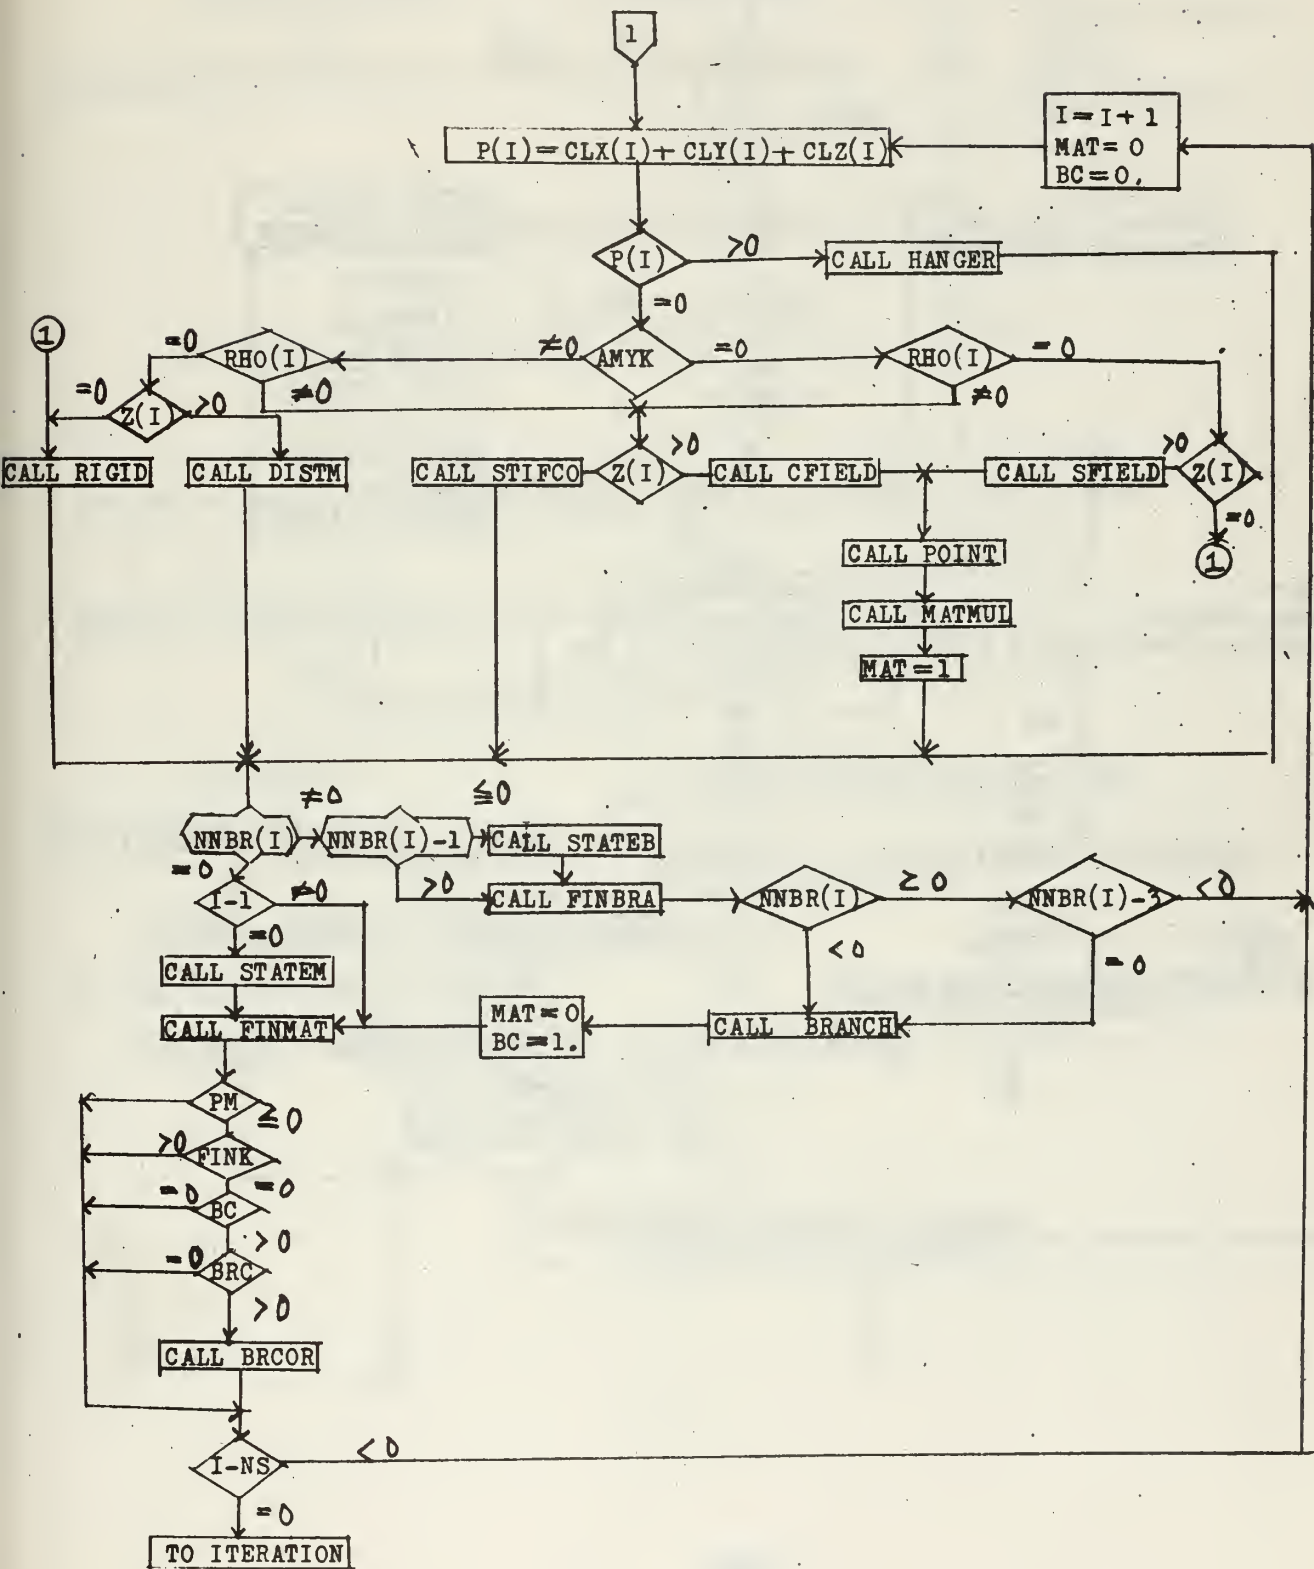 1
I=I+1
MAT=0
BC=0.
P(I)=CLX(I)+CLY(I)+CLZ(I)
P(I)
>0
CALL HANGER
=0
1
=0
RHO(I)
≠0
AMYK
=0
RHO(I)
=0
≠0
≠0
=0
Z(I)
>0
>0
>0
CALL RIGID
CALL DISTM
CALL STIFCO
Z(I)
CALL CFIELD
CALL SFIELD
Z(I)
=0
1
CALL POINT
CALL MATMUL
MAT=1
≠0
≦0
NNBR(I)
NNBR(I)-1
CALL STATEB
=0
I-1
≠0
>0
CALL FINBRA
NNBR(I)
≥0
NNBR(I)-3
<0
=0
<0
=0
CALL STATEM
CALL FINMAT
MAT=0
BC=1.
CALL BRANCH
PM
≧0
>0
FINK
=0
=0
BC
>0
=0
BRC
>0
CALL BRCOR
I-NS
<0
=0
TO ITERATION